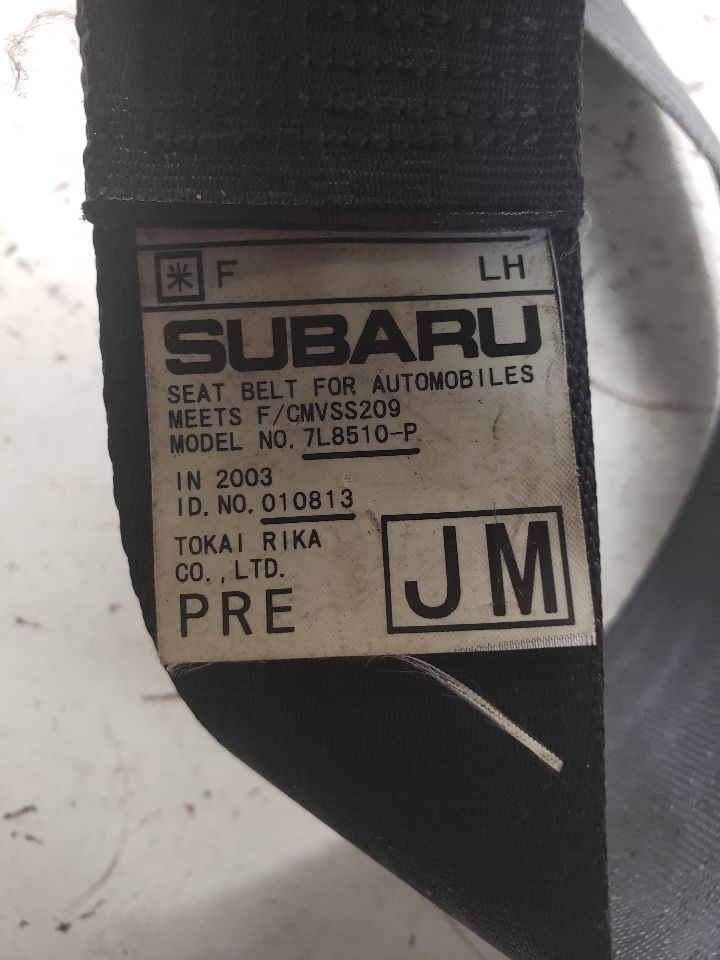 米 F LH
SUBARU
SEAT BELT FOR AUTOMOBILES
MEETS F/CMVSS209
MODEL NO. 7L8510-P
IN 2003
ID. NO. 010813
TOKAI RIKA
CO., LTD.
PRE
JM